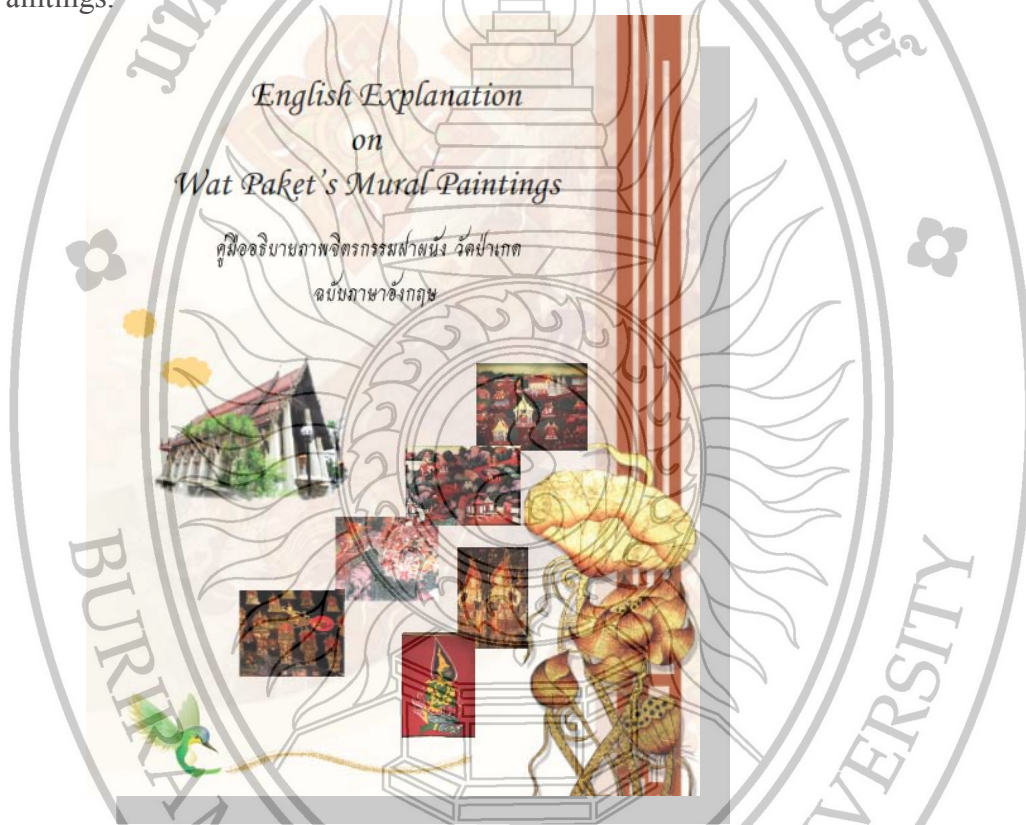 aintings.
English Explanation
on
Wat Paket's Mural Paintings
คู่มืออธิบายภาพจิตรกรรมฝาผนัง วัดป่าเกด
ฉบับภาษาอังกฤษ